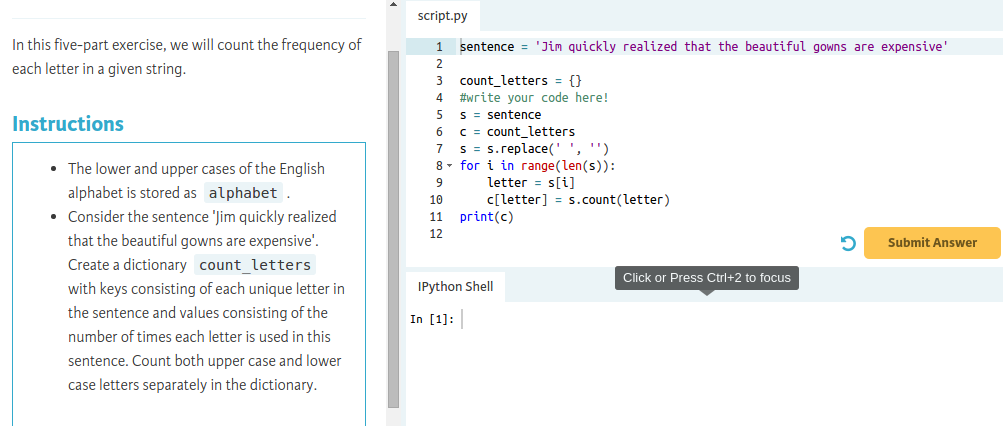 In this five-part exercise, we will count the frequency of
each letter in a given string.
Instructions
• The lower and upper cases of the English
alphabet is stored as alphabet .
• Consider the sentence 'Jim quickly realized
that the beautiful gowns are expensive'.
Create a dictionary count_letters
with keys consisting of each unique letter in
the sentence and values consisting of the
number of times each letter is used in this
sentence. Count both upper case and lower
case letters separately in the dictionary.
script.py
1 sentence = 'Jim quickly realized that the beautiful gowns are expensive'
2
3 count_letters = {}
4 #write your code here!
5 s = sentence
6 c = count_letters
7 s = s.replace(' ', '')
8 for i in range(len(s)):
9 letter = s[i]
10 c[letter] = s.count(letter)
11 print(c)
12
Submit Answer
Click or Press Ctrl+2 to focus
IPython Shell
In [1]: